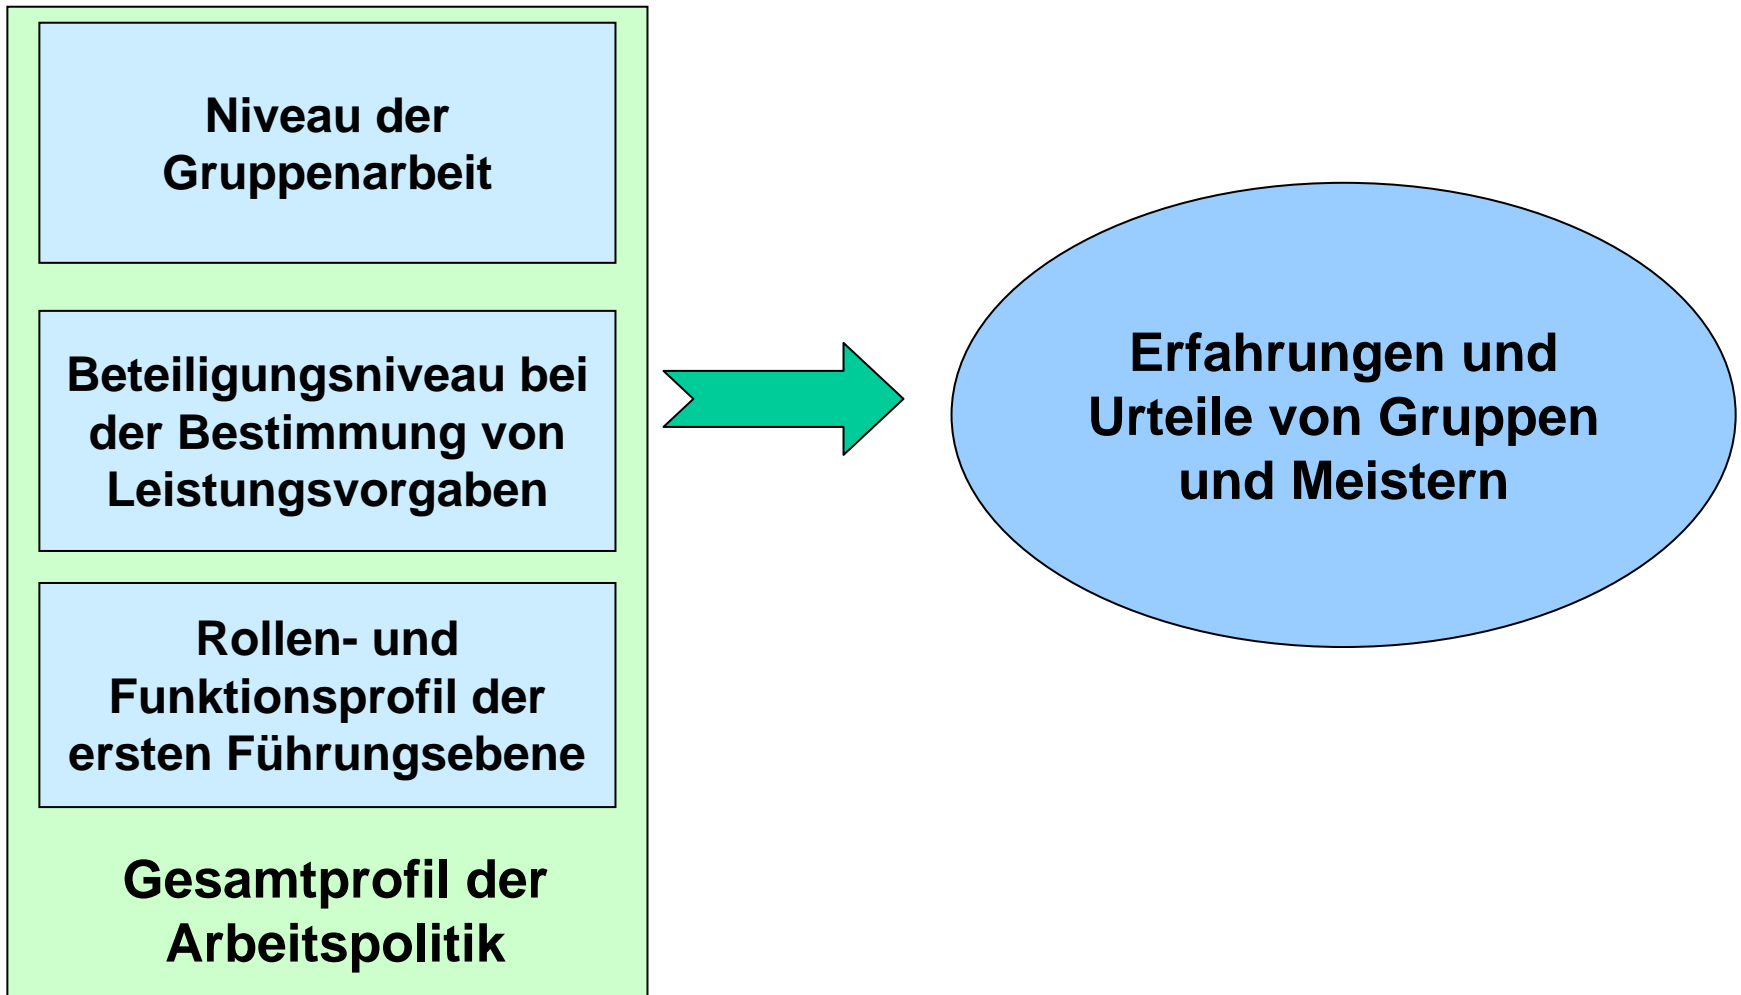 Niveau der
Gruppenarbeit
Beteiligungsniveau bei
der Bestimmung von
Leistungsvorgaben
Rollen- und
Funktionsprofil der
ersten Führungsebene
Gesamtprofil der
Arbeitspolitik
Erfahrungen und
Urteile von Gruppen
und Meistern